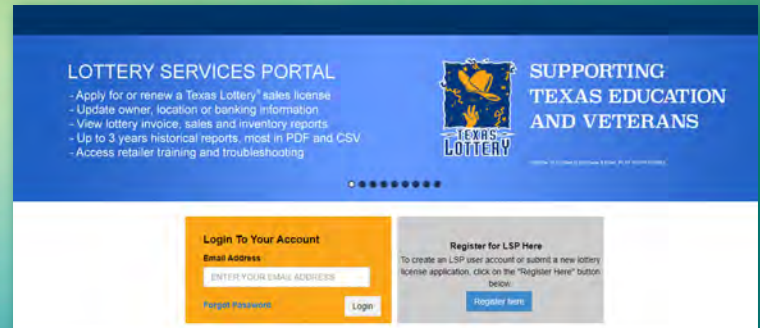 LOTTERY SERVICES PORTAL
- Apply for or renew a Texas Lottery® sales license
- Update owner, location or banking information
- View lottery invoice, sales and inventory reports
- Up to 3 years historical reports, most in PDF and CSV
- Access retailer training and troubleshooting
TEXAS
LOTTERY
SUPPORTING
TEXAS EDUCATION
AND VETERANS
Login To Your Account
Email Address
ENTER YOUR EMAIL ADDRESS
Forgot Password
Login
Register for LSP Here
To create an LSP user account or submit a new lottery
license application, click on the "Register Here" button
below.
Register here